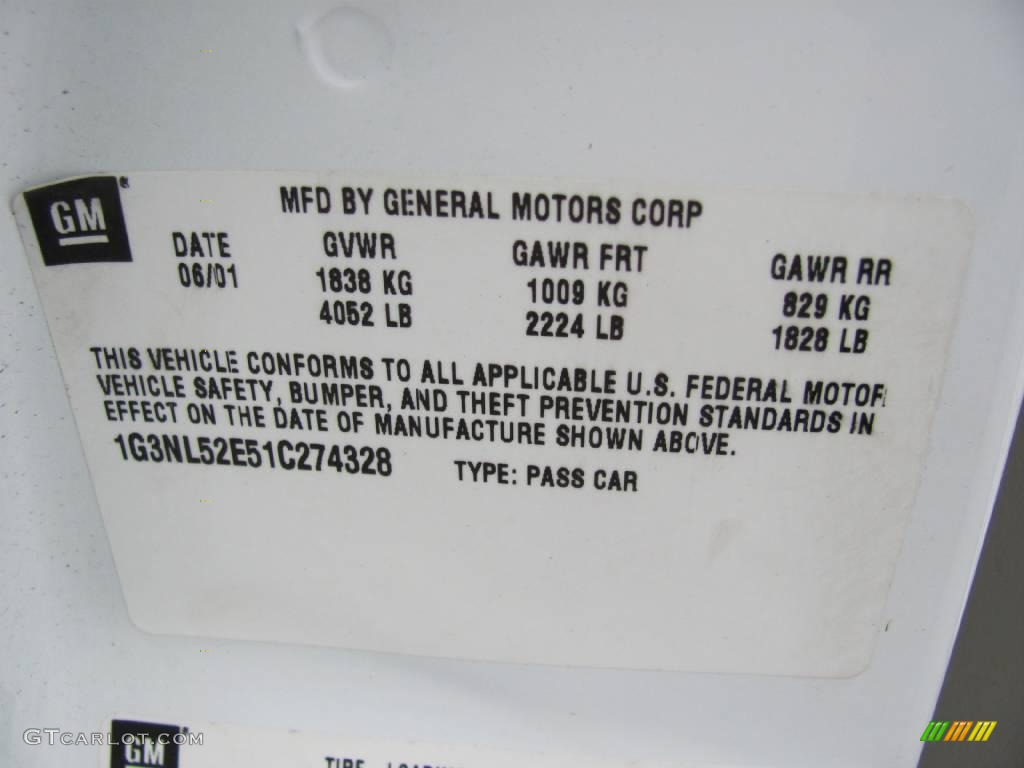 GM®
MFD BY GENERAL MOTORS CORP
DATE GVWR GAWR FRT GAWR RR
06/01 1838 KG 1009 KG 829 KG
4052 LB 2224 LB 1828 LB
THIS VEHICLE CONFORMS TO ALL APPLICABLE U.S. FEDERAL MOTOR
VEHICLE SAFETY, BUMPER, AND THEFT PREVENTION STANDARDS IN
EFFECT ON THE DATE OF MANUFACTURE SHOWN ABOVE.
1G3NL52E51C274328 TYPE: PASS CAR
GM
GTCARLOT.COM